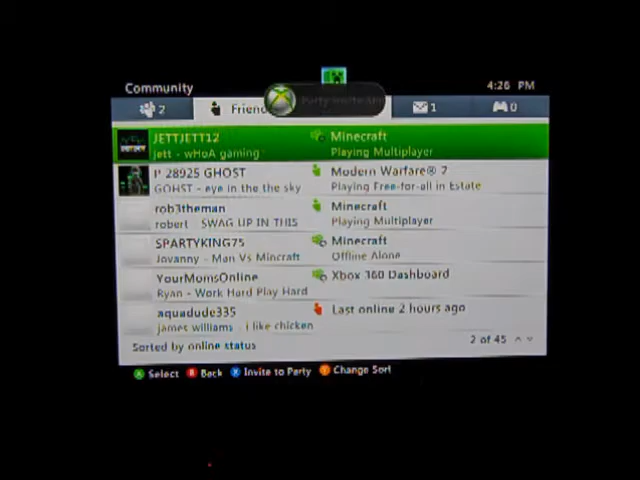 Community
4:26 PM
2
Friend
Party invite
1
0
JETTJETT12
Minecraft
jett - wHoA gaming
Playing Multiplayer
P 28925 GHOST
Modern Warfare® 7
GOHST - eye in the the sky
Playing Free-for-all in Estate
rob3theman
Minecraft
robert - SWAG UP IN THIS
Playing Multiplayer
SPARTYKING75
Minecraft
Jovanny - Man Vs Mincraft
Offline Alone
YourMomsOnline
Xbox 360 Dashboard
Ryan - Work Hard Play Hard
aquadude335
Last online 2 hours ago
james williams - i like chicken
Sorted by online status
2 of 45
A Select B Back X Invite to Party Y Change Sort